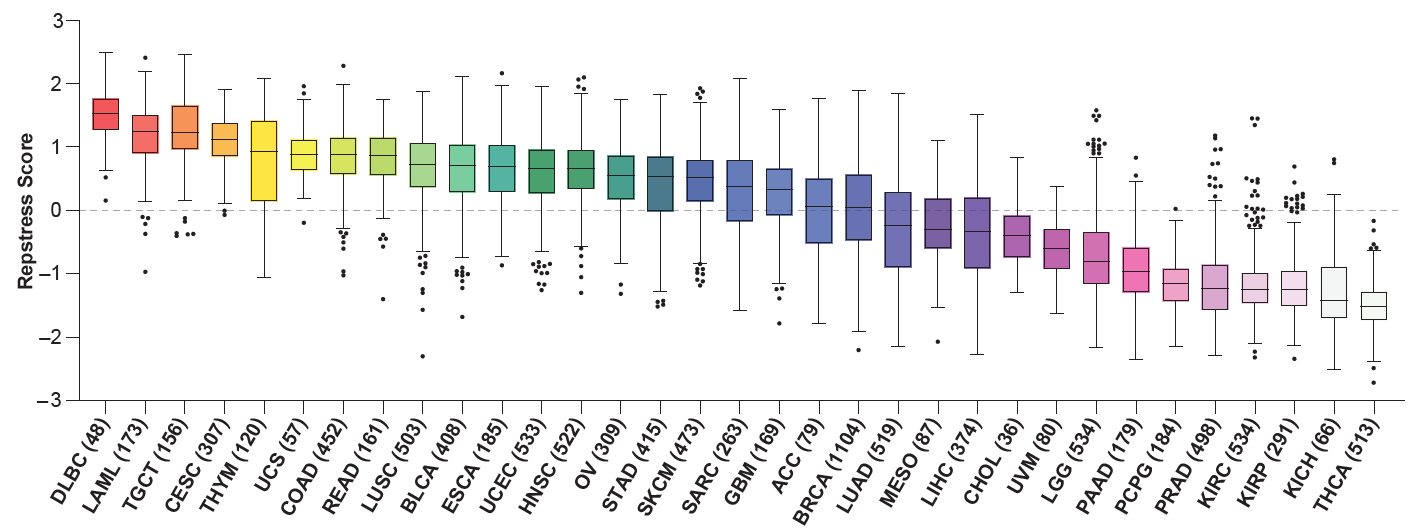 3
2
1
0
–1
–2
–3
Repstress Score
DLBC (48)
LAML (173)
TGCT (156)
CESC (307)
THYM (120)
UCS (57)
COAD (452)
READ (161)
LUSC (503)
BLCA (408)
ESCA (185)
UCEC (533)
HNSC (522)
OV (309)
STAD (415)
SKCM (473)
SARC (263)
GBM (169)
ACC (79)
BRCA (1104)
LUAD (519)
MESO (87)
LIHC (374)
CHOL (36)
UVM (80)
LGG (534)
PAAD (179)
PCPG (184)
PRAD (498)
KIRC (534)
KIRP (291)
KICH (66)
THCA (513)